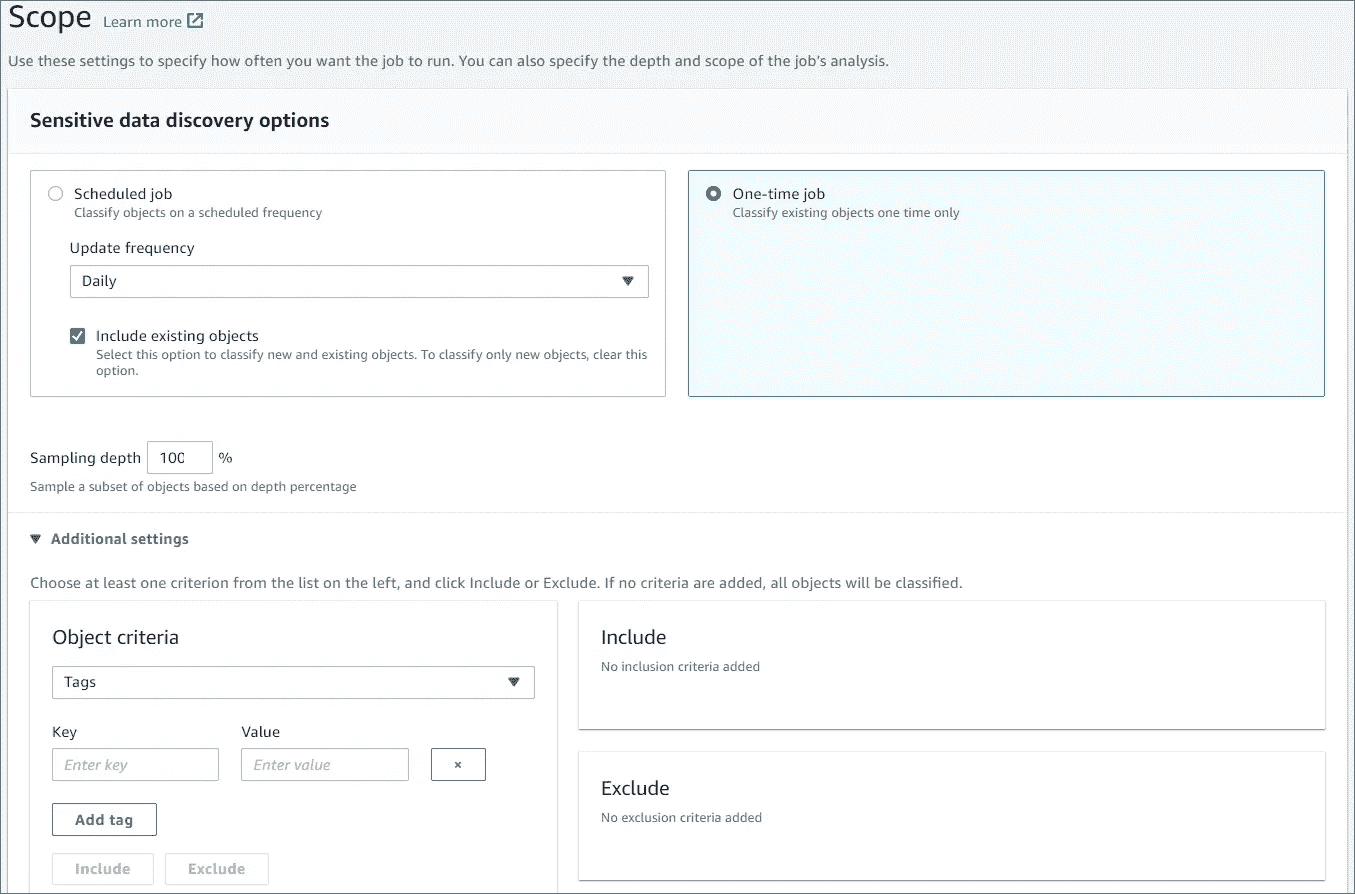 Scope Learn more
Use these settings to specify how often you want the job to run. You can also specify the depth and scope of the job's analysis.
Sensitive data discovery options
Scheduled job
Classify objects on a scheduled frequency
Update frequency
Daily
Include existing objects
Select this option to classify new and existing objects. To classify only new objects, clear this
option.
One-time job
Classify existing objects one time only
Sampling depth 100 %
Sample a subset of objects based on depth percentage
Additional settings
Choose at least one criterion from the list on the left, and click Include or Exclude. If no criteria are added, all objects will be classified.
Object criteria
Tags
Key Value
Enter key Enter value ×
Add tag
Include Exclude
Include
No inclusion criteria added
Exclude
No exclusion criteria added